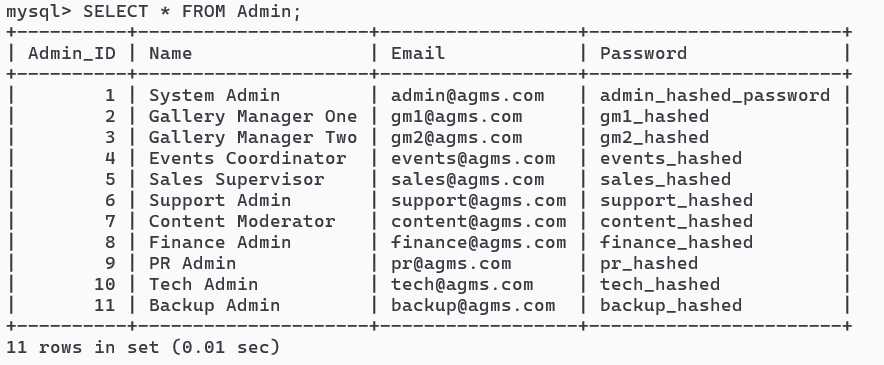 mysql> SELECT * FROM Admin;
+----------+----------------------+-------------------+-----------------------+
| Admin_ID | Name                 | Email             | Password              |
+----------+----------------------+-------------------+-----------------------+
|        1 | System Admin         | admin@agms.com    | admin_hashed_password |
|        2 | Gallery Manager One  | gm1@agms.com      | gm1_hashed            |
|        3 | Gallery Manager Two  | gm2@agms.com      | gm2_hashed            |
|        4 | Events Coordinator   | events@agms.com   | events_hashed         |
|        5 | Sales Supervisor     | sales@agms.com    | sales_hashed          |
|        6 | Support Admin        | support@agms.com  | support_hashed        |
|        7 | Content Moderator    | content@agms.com  | content_hashed        |
|        8 | Finance Admin        | finance@agms.com  | finance_hashed        |
|        9 | PR Admin             | pr@agms.com       | pr_hashed             |
|       10 | Tech Admin           | tech@agms.com     | tech_hashed           |
|       11 | Backup Admin         | backup@agms.com   | backup_hashed         |
+----------+----------------------+-------------------+-----------------------+
11 rows in set (0.01 sec)